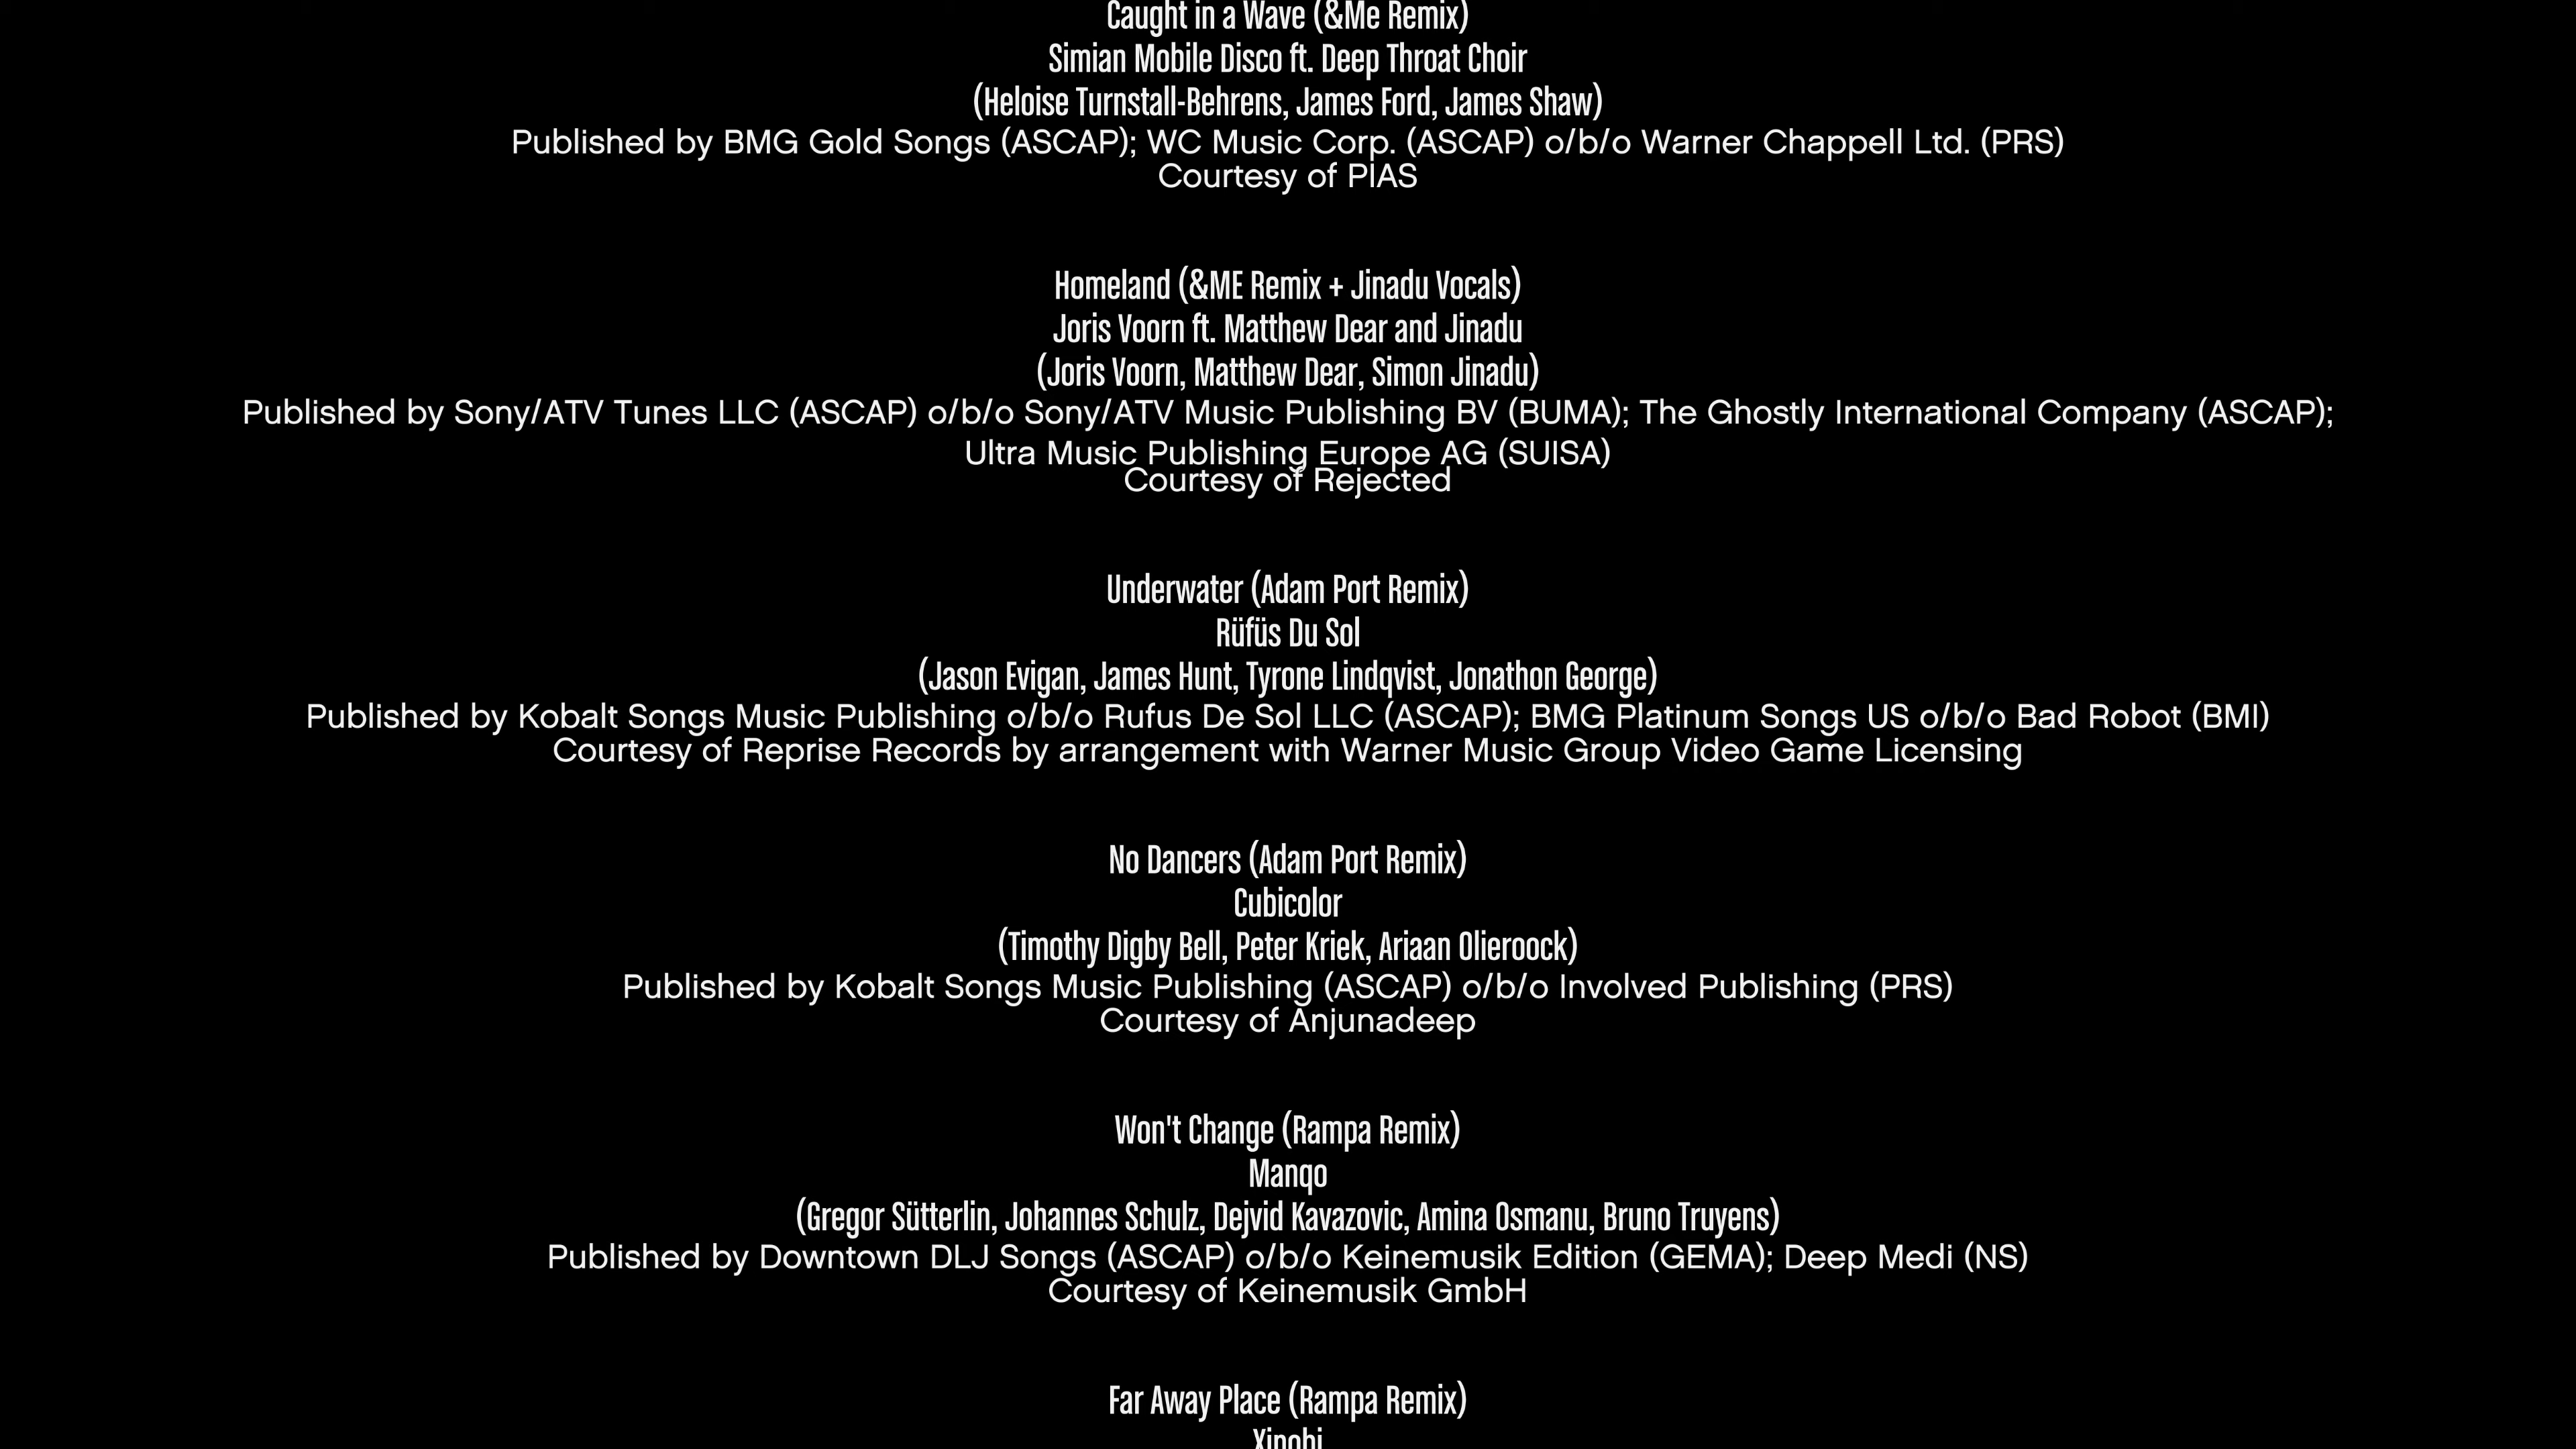 Caught in a Wave (&Me Remix)
Simian Mobile Disco ft. Deep Throat Choir
(Heloise Turnstall-Behrens, James Ford, James Shaw)
Published by BMG Gold Songs (ASCAP); WC Music Corp. (ASCAP) o/b/o Warner Chappell Ltd. (PRS)
Courtesy of PIAS
Homeland (&ME Remix + Jinadu Vocals)
Joris Voorn ft. Matthew Dear and Jinadu
(Joris Voorn, Matthew Dear, Simon Jinadu)
Published by Sony/ATV Tunes LLC (ASCAP) o/b/o Sony/ATV Music Publishing BV (BUMA); The Ghostly International Company (ASCAP);
Ultra Music Publishing Europe AG (SUISA)
Courtesy of Rejected
Underwater (Adam Port Remix)
Rüfüs Du Sol
(Jason Evigan, James Hunt, Tyrone Lindqvist, Jonathon George)
Published by Kobalt Songs Music Publishing o/b/o Rufus De Sol LLC (ASCAP); BMG Platinum Songs US o/b/o Bad Robot (BMI)
Courtesy of Reprise Records by arrangement with Warner Music Group Video Game Licensing
No Dancers (Adam Port Remix)
Cubicolor
(Timothy Digby Bell, Peter Kriek, Ariaan Olieroock)
Published by Kobalt Songs Music Publishing (ASCAP) o/b/o Involved Publishing (PRS)
Courtesy of Anjunadeep
Won't Change (Rampa Remix)
Manqo
(Gregor Sütterlin, Johannes Schulz, Dejvid Kavazovic, Amina Osmanu, Bruno Truyens)
Published by Downtown DLJ Songs (ASCAP) o/b/o Keinemusik Edition (GEMA); Deep Medi (NS)
Courtesy of Keinemusik GmbH
Far Away Place (Rampa Remix)
Xinobi